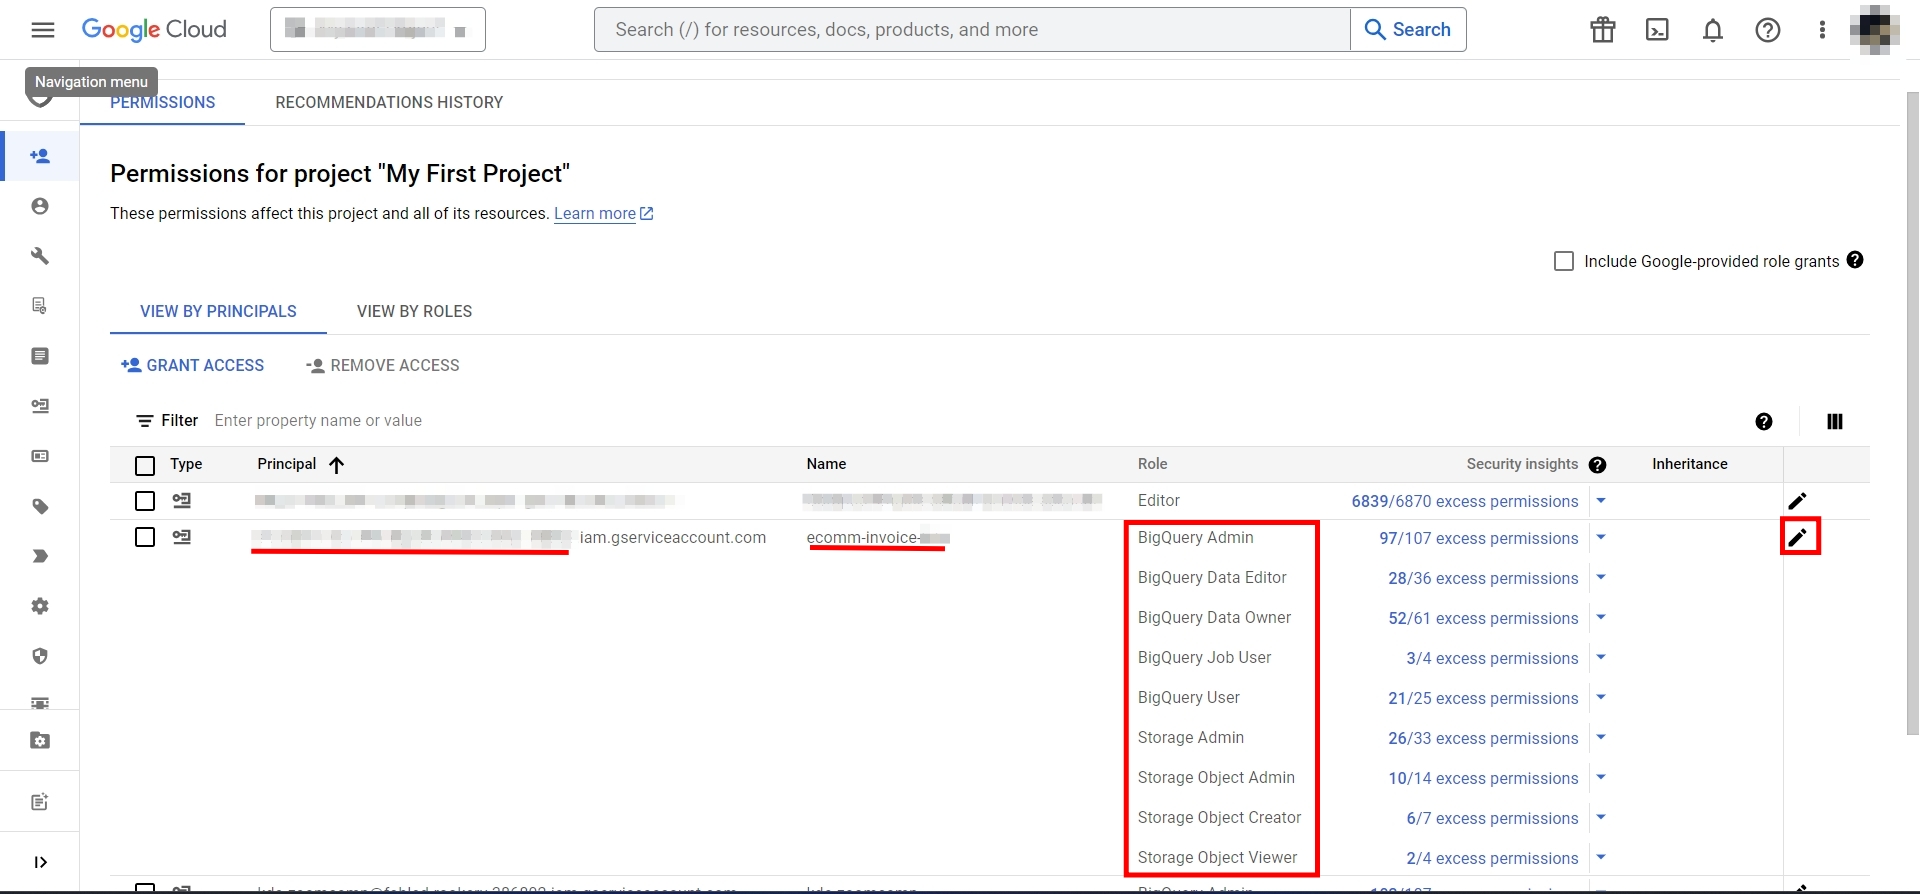 Google Cloud
Search (/) for resources, docs, products, and more
Search
Navigation menu
PERMISSIONS
RECOMMENDATIONS HISTORY
Permissions for project "My First Project"
These permissions affect this project and all of its resources. Learn more
Include Google-provided role grants
VIEW BY PRINCIPALS
VIEW BY ROLES
GRANT ACCESS
REMOVE ACCESS
Filter Enter property name or value
Type Principal Name Role Security insights Inheritance
Editor 6839/6870 excess permissions
iam.gserviceaccount.com ecomm-invoice- BigQuery Admin 97/107 excess permissions
BigQuery Data Editor 28/36 excess permissions
BigQuery Data Owner 52/61 excess permissions
BigQuery Job User 3/4 excess permissions
BigQuery User 21/25 excess permissions
Storage Admin 26/33 excess permissions
Storage Object Admin 10/14 excess permissions
Storage Object Creator 6/7 excess permissions
Storage Object Viewer 2/4 excess permissions
BigQuery Admin excess permissions